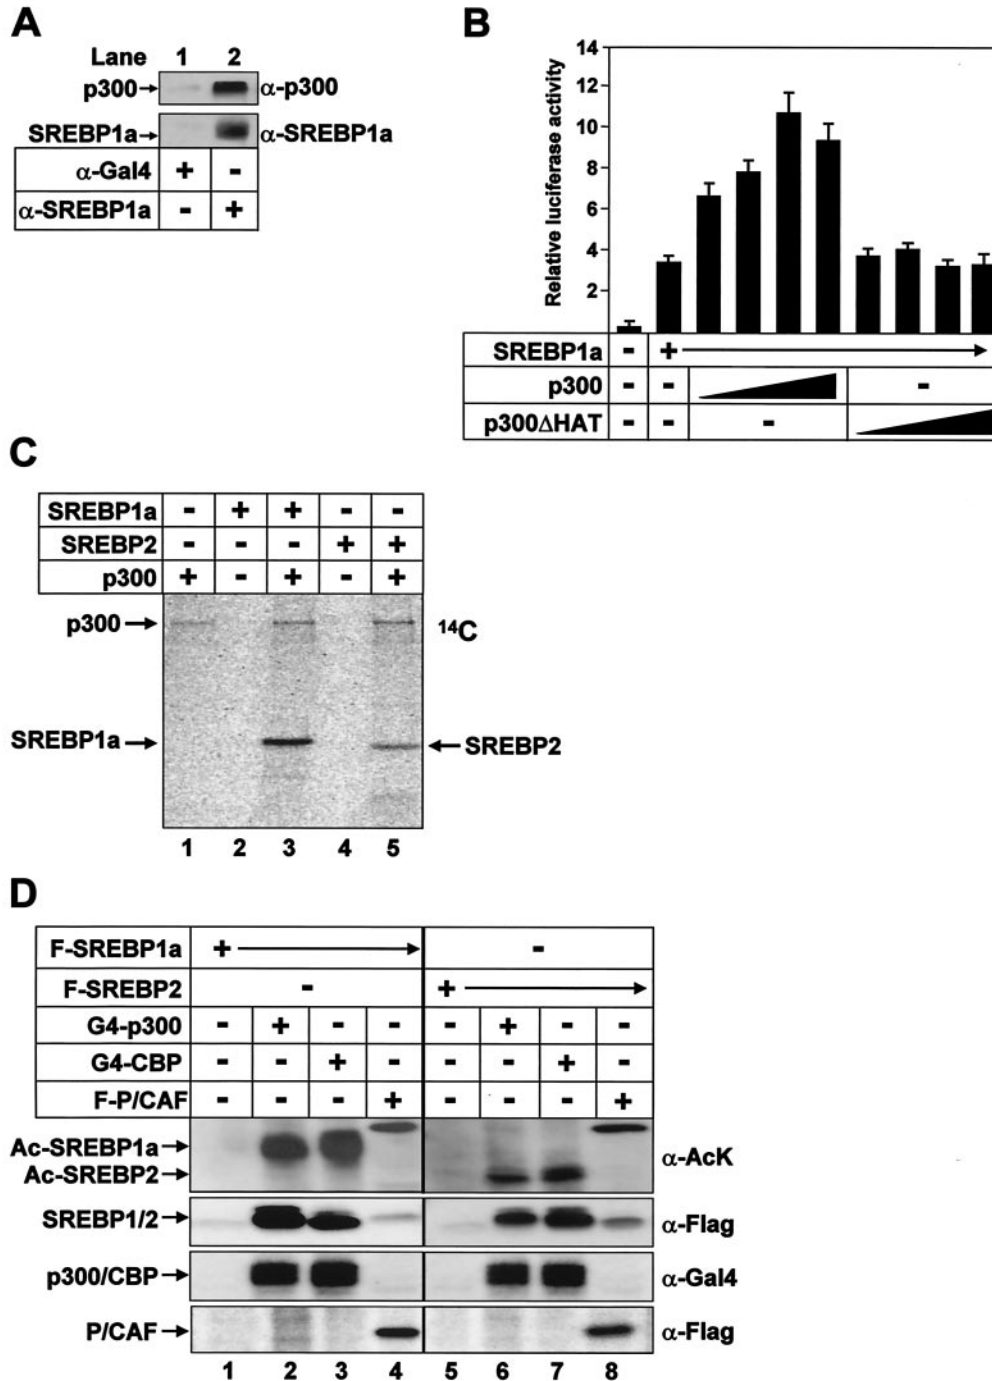 A
Lane 1 2
p300 α-p300
SREBP1a α-SREBP1a
α-Gal4 + -
α-SREBP1a - +
B
Relative luciferase activity
14
12
10
8
6
4
2
SREBP1a - +
p300 - - -
p300ΔHAT - - -
C
SREBP1a - + + - -
SREBP2 - - - + +
p300 + - + - +
p300 ¹⁴C
SREBP1a SREBP2
1 2 3 4 5
D
F-SREBP1a + -
F-SREBP2 - +
G4-p300 - + - - - + - -
G4-CBP - - + - - - + -
F-P/CAF - - - + - - - +
Ac-SREBP1a
Ac-SREBP2 α-AcK
SREBP1/2 α-Flag
p300/CBP α-Gal4
P/CAF α-Flag
1 2 3 4 5 6 7 8